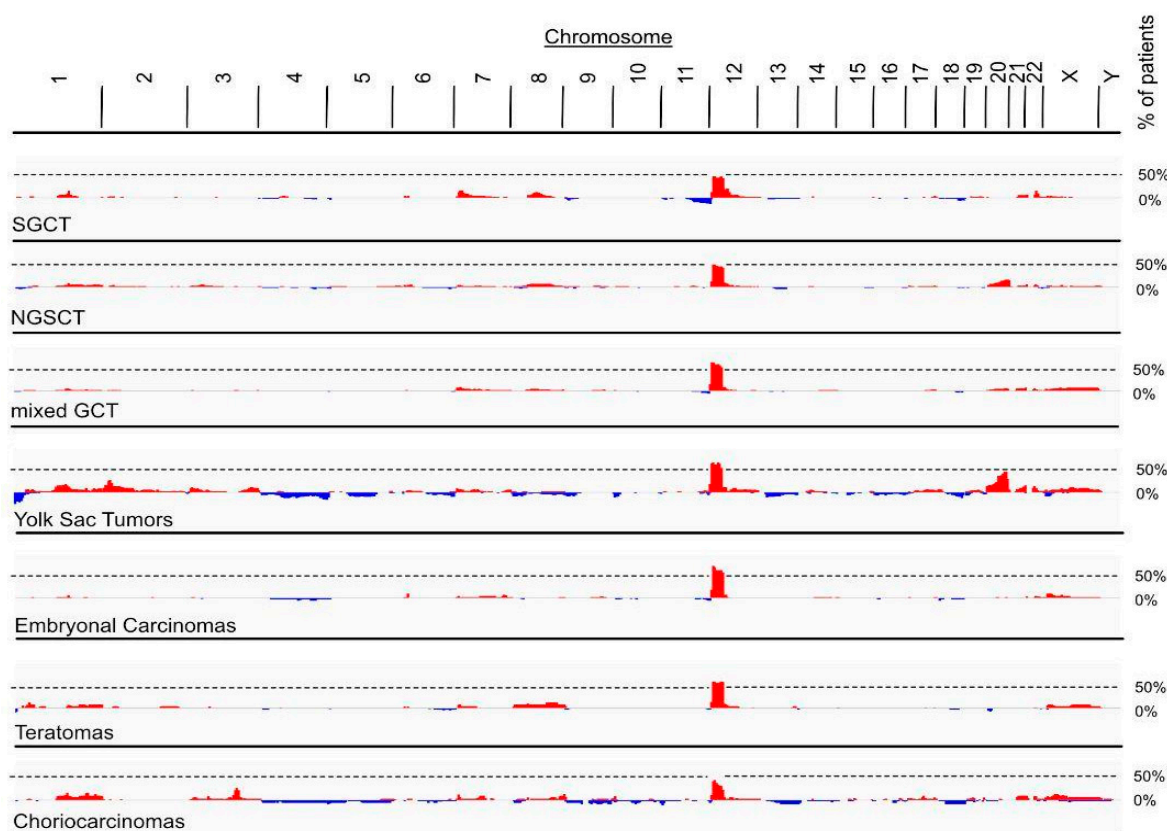 Chromosome
1 2 3 4 5 6 7 8 9 10 11 12 13 14 15 16 17 18 19 20 21 22 X Y
% of patients
50%
0%
SGCT
50%
0%
NGSCT
50%
0%
mixed GCT
50%
0%
Yolk Sac Tumors
50%
0%
Embryonal Carcinomas
50%
0%
Teratomas
50%
0%
Choriocarcinomas